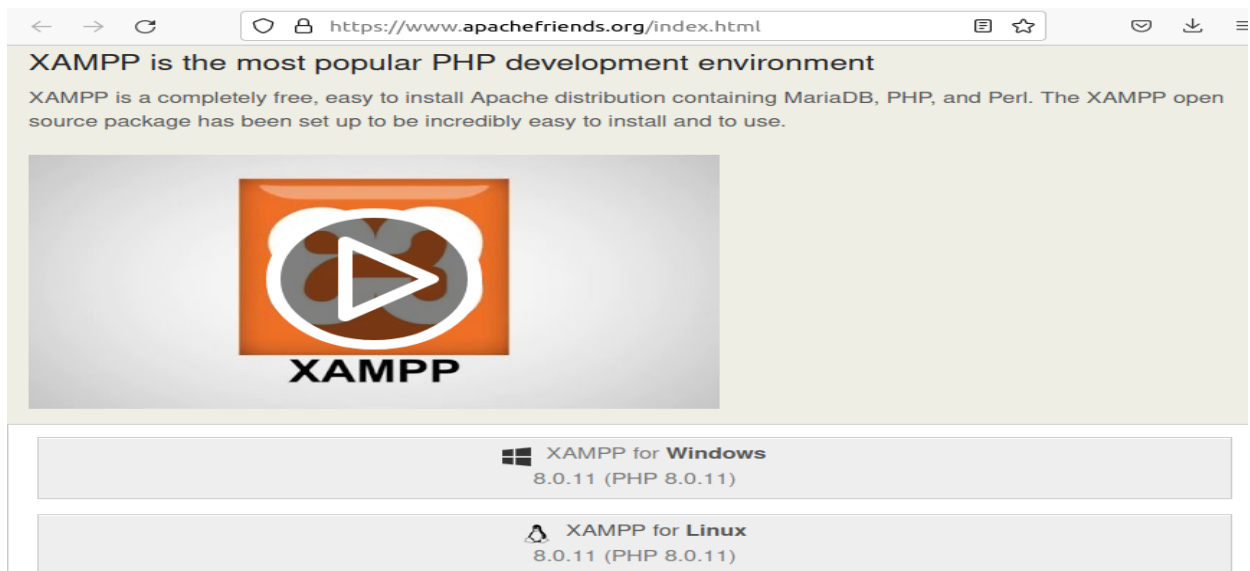 https://www.apachefriends.org/index.html
XAMPP is the most popular PHP development environment
XAMPP is a completely free, easy to install Apache distribution containing MariaDB, PHP, and Perl. The XAMPP open
source package has been set up to be incredibly easy to install and to use.
XAMPP
XAMPP for Windows
8.0.11 (PHP 8.0.11)
XAMPP for Linux
8.0.11 (PHP 8.0.11)